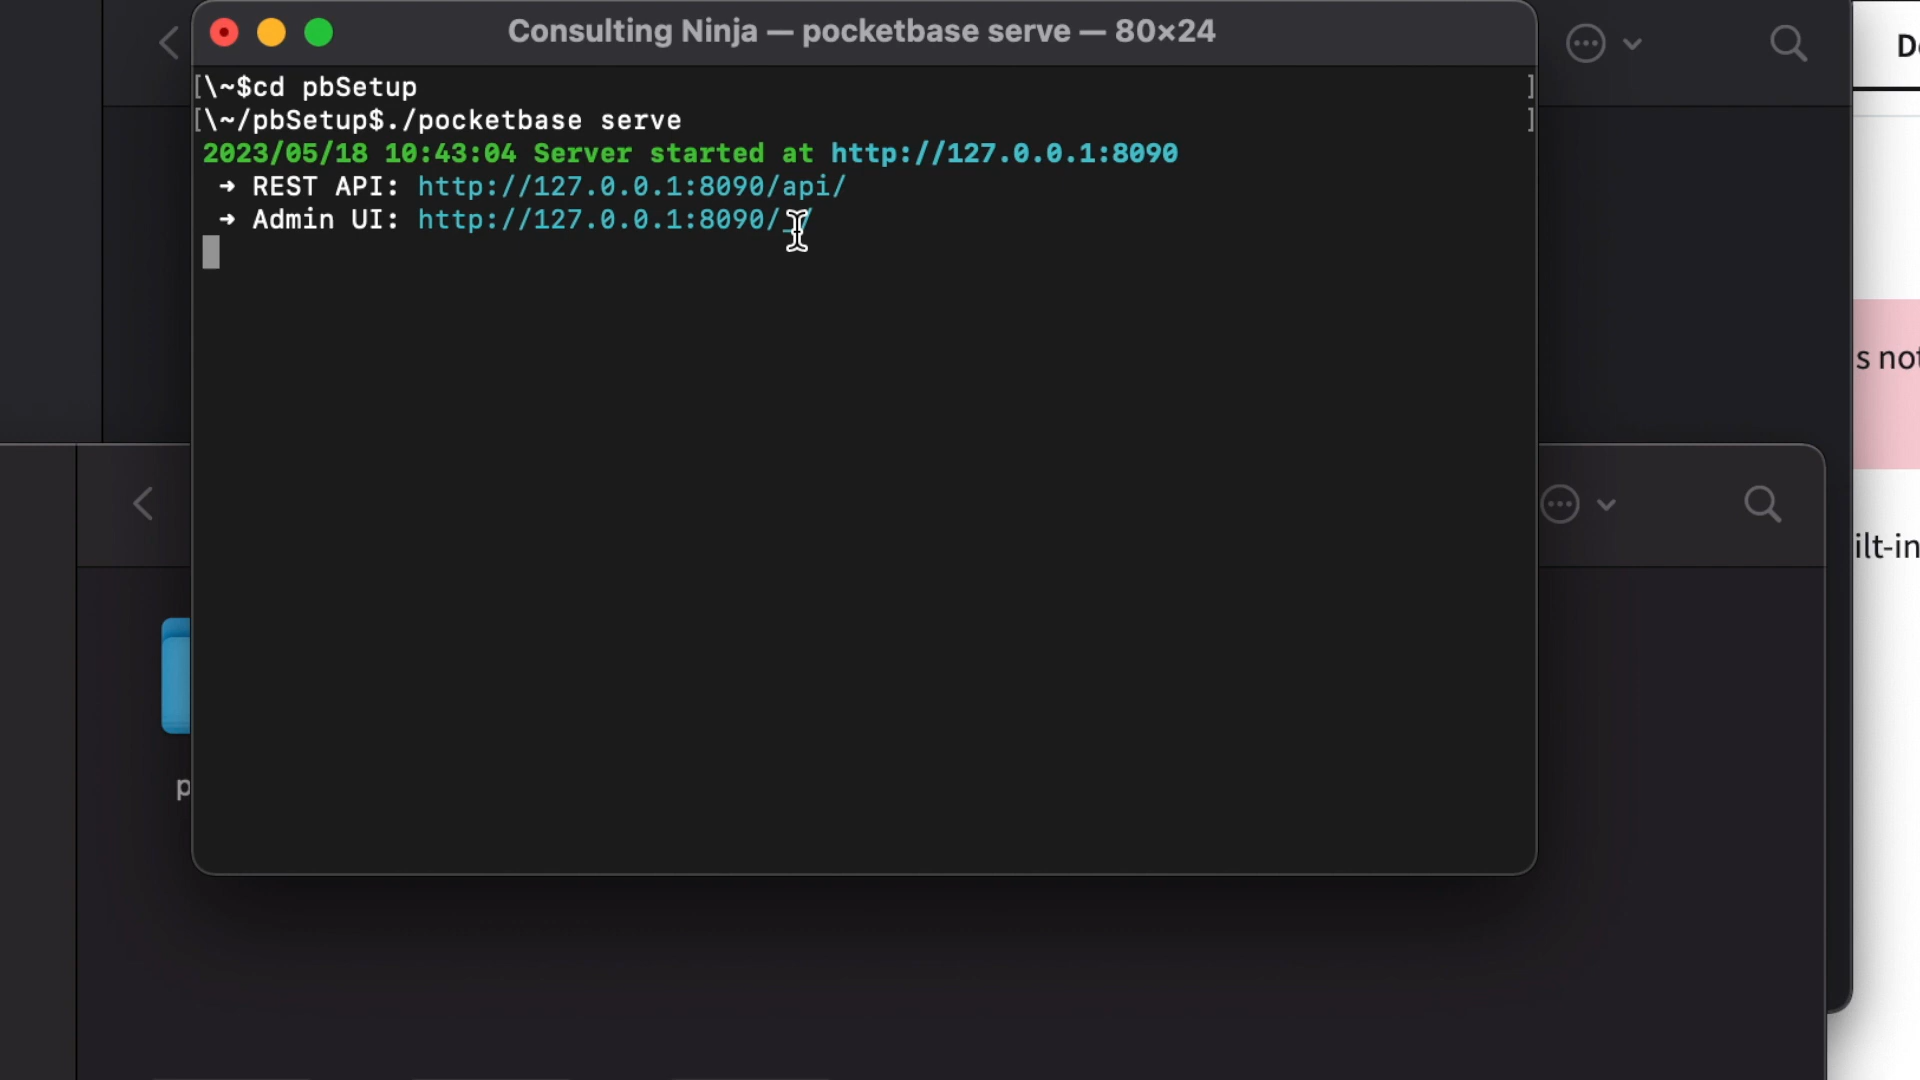 Consulting Ninja — pocketbase serve — 80×24
[\~$cd pbSetup ]
[\~/pbSetup$./pocketbase serve ]
2023/05/18 10:43:04 Server started at http://127.0.0.1:8090
➜ REST API: http://127.0.0.1:8090/api/
➜ Admin UI: http://127.0.0.1:8090/_/
s not
ilt-in
p